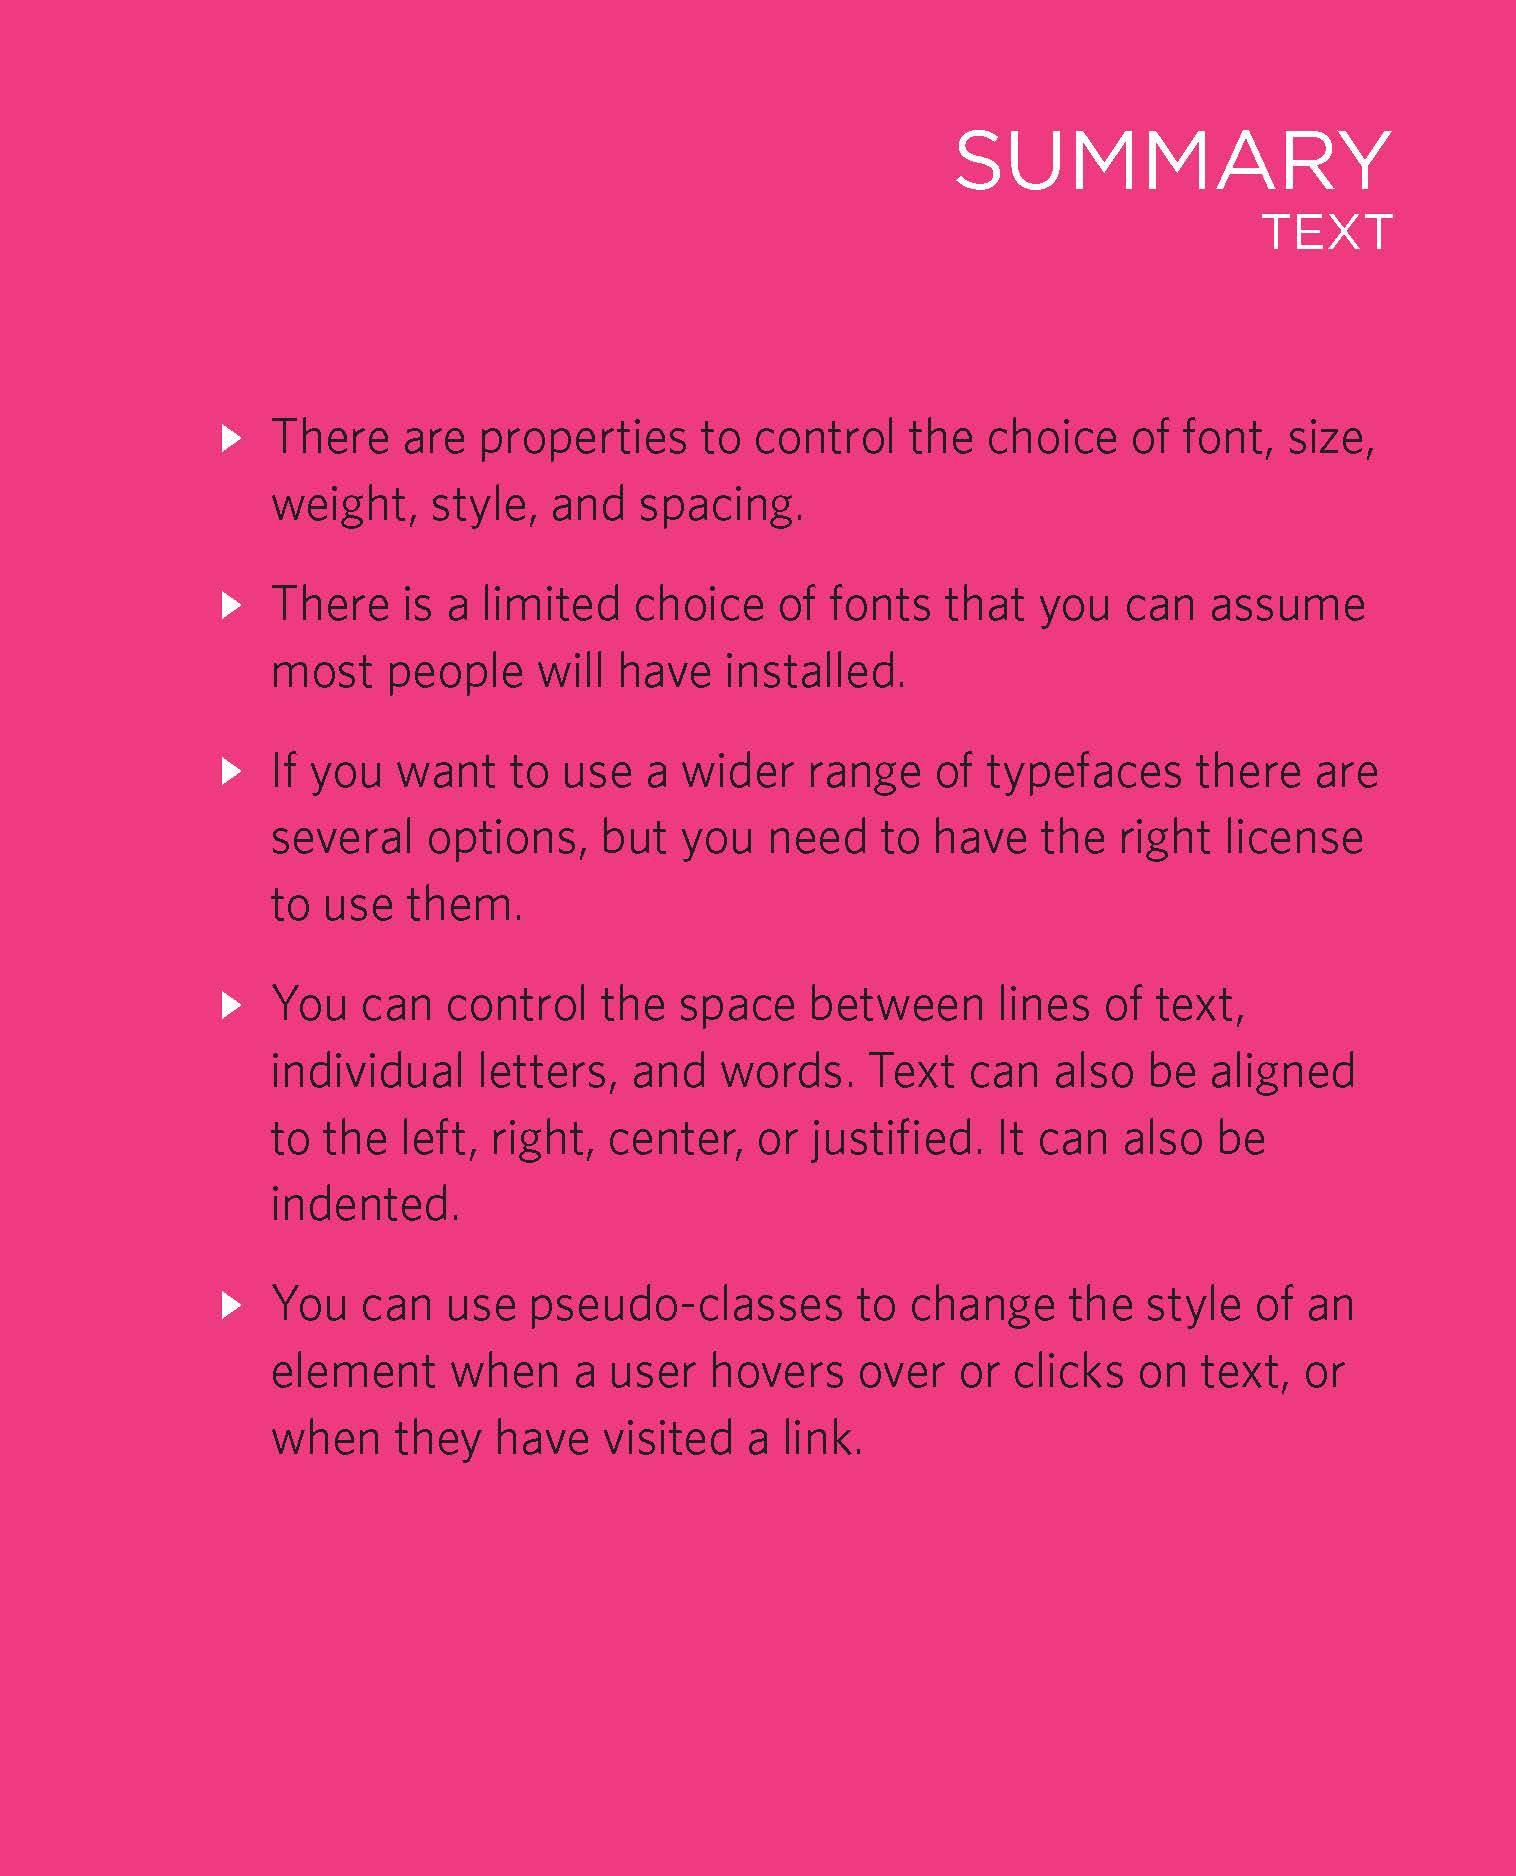 SUMMARY
TEXT
There are properties to control the choice of font, size,
weight, style, and spacing.
There is a limited choice of fonts that you can assume
most people will have installed.
If you want to use a wider range of typefaces there are
several options, but you need to have the right license
to use them.
You can control the space between lines of text,
individual letters, and words. Text can also be aligned
to the left, right, center, or justified. It can also be
indented.
You can use pseudo-classes to change the style of an
element when a user hovers over or clicks on text, or
when they have visited a link.